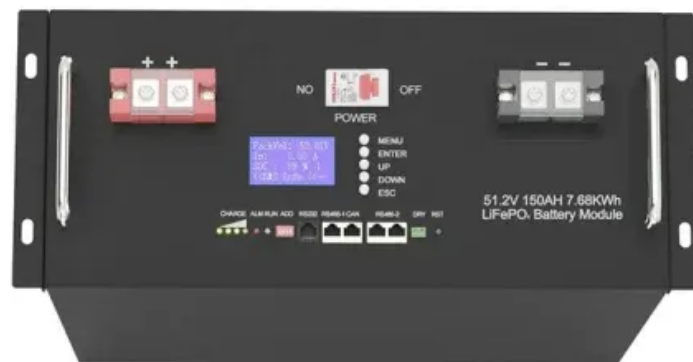 + +
— —
NO
OFF
POWER
MENU
ENTER
UP
DOWN
ESC
51.2V 150AH 7.68KWh
LiFePO₄ Battery Module
CHARGE ALM RUN ADD RS232 RS485-1 CAN RS485-2 DRY RST